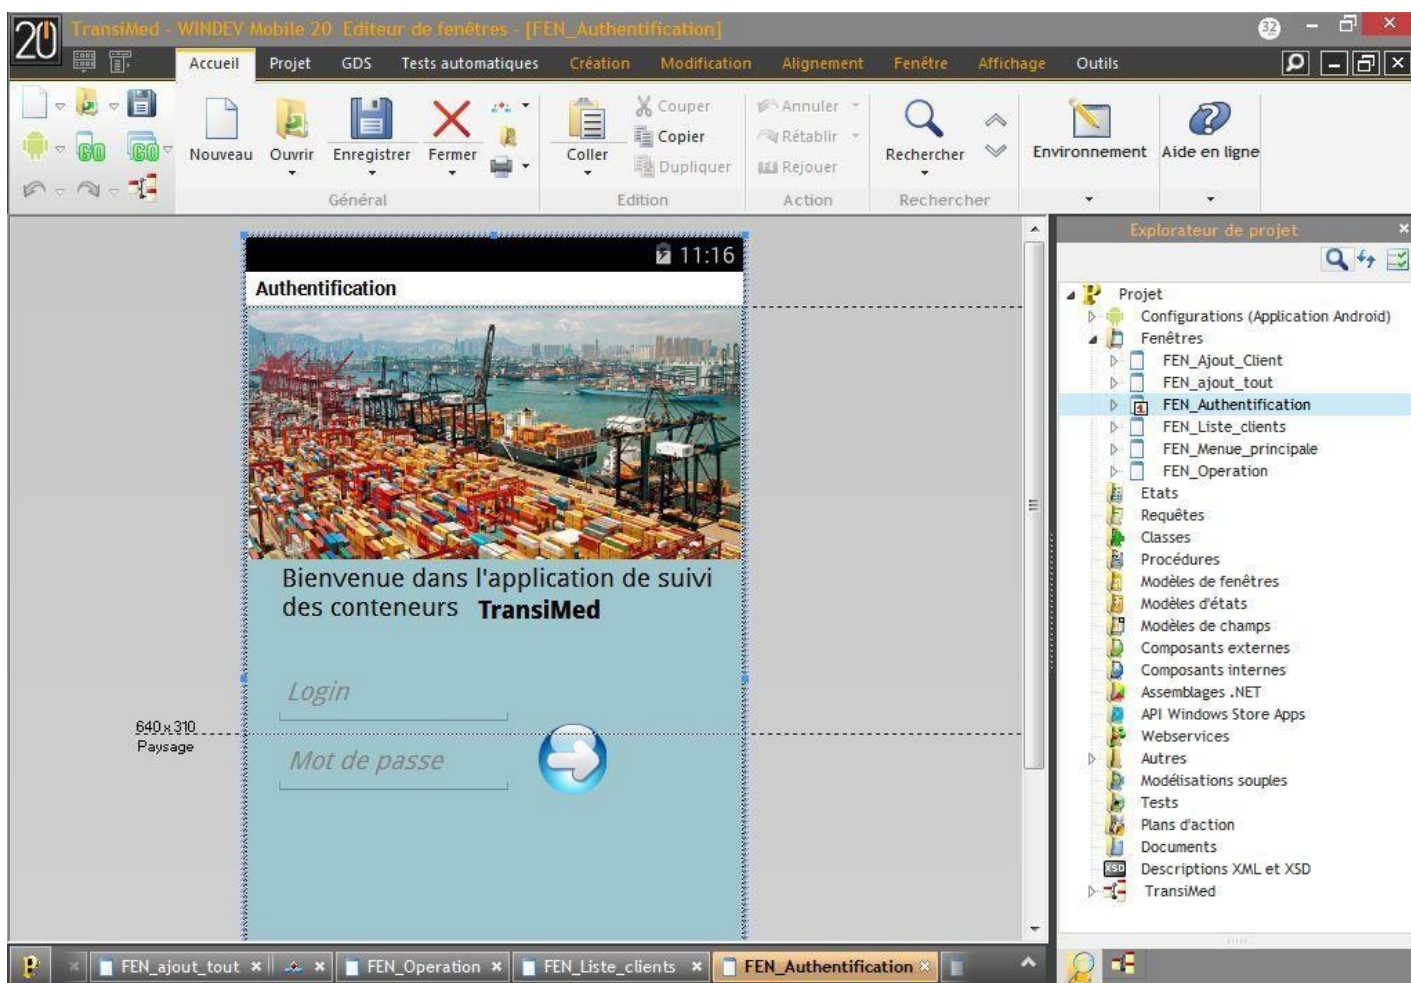 20 TransiMed - WINDEV Mobile 20 Editeur de fenêtres - [FEN_Authentification] 32
Accueil Projet GDS Tests automatiques Création Modification Alignement Fenêtre Affichage Outils
GO GO
Nouveau Ouvrir Enregistrer Fermer
Général
Coller
Couper
Copier
Dupliquer
Edition
Annuler
Rétablir
Rejouer
Action
Rechercher
Rechercher
Environnement
Aide en ligne
11:16
Authentification
Bienvenue dans l'application de suivi
des conteneurs TransiMed
Login
Mot de passe
640 x 310
Paysage
Explorateur de projet
Projet
Configurations (Application Android)
Fenêtres
FEN_Ajout_Client
FEN_ajout_tout
FEN_Authentification
FEN_Liste_clients
FEN_Menue_principale
FEN_Operation
Etats
Requêtes
Classes
Procédures
Modèles de fenêtres
Modèles d'états
Modèles de champs
Composants externes
Composants internes
Assemblages .NET
API Windows Store Apps
Webservices
Autres
Modélisations souples
Tests
Plans d'action
Documents
XSD Descriptions XML et XSD
TransiMed
FEN_ajout_tout FEN_Operation FEN_Liste_clients FEN_Authentification